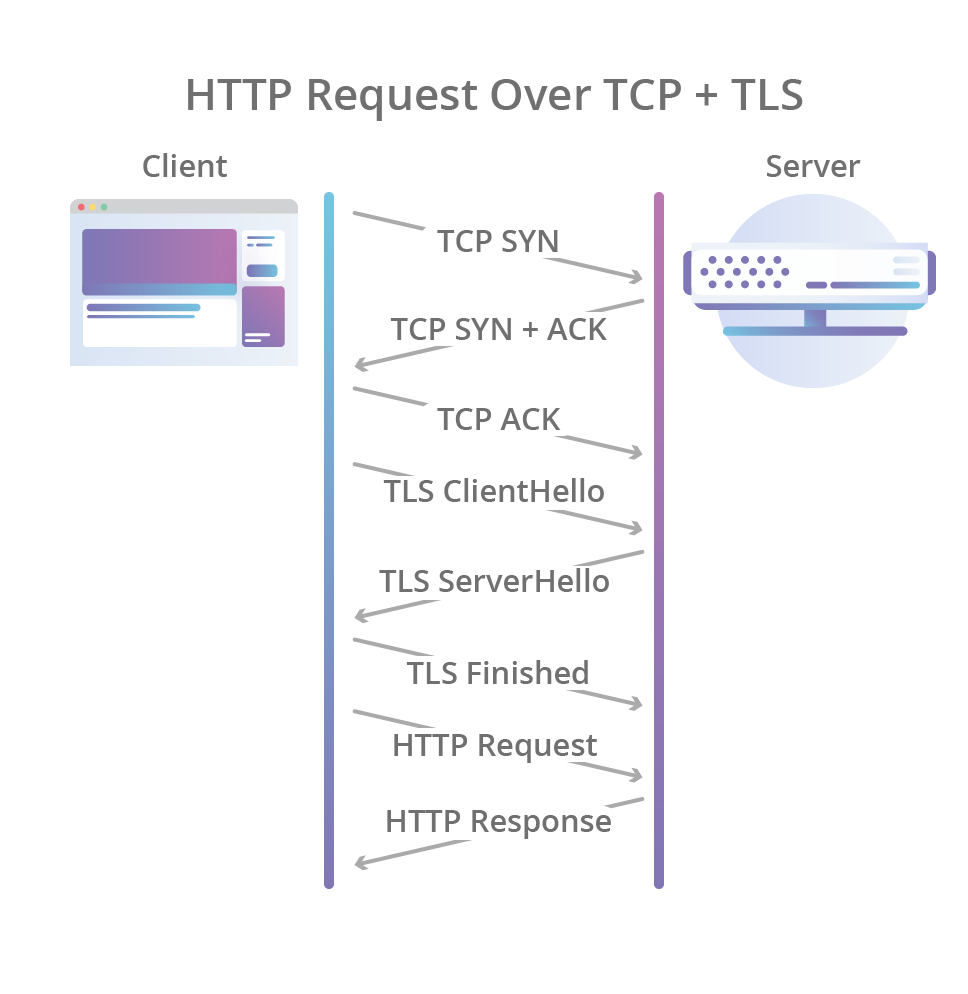 HTTP Request Over TCP + TLS
Client
Server
TCP SYN
TCP SYN + ACK
TCP ACK
TLS ClientHello
TLS ServerHello
TLS Finished
HTTP Request
HTTP Response